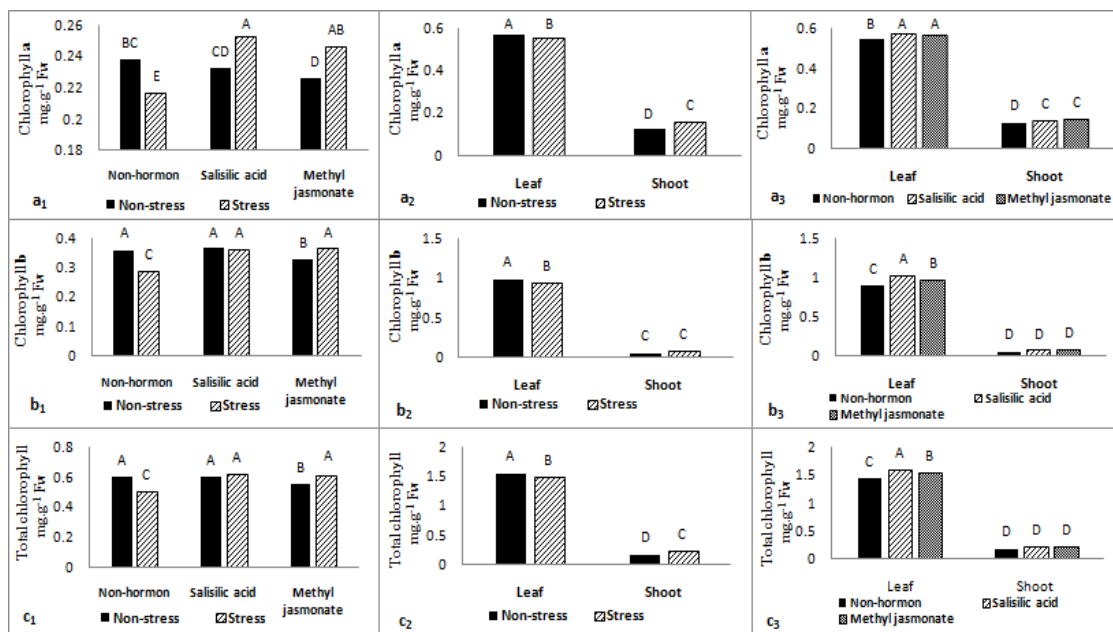 Chlorophyll a
mg.g-1 Fw
0.26
0.24
0.22
0.2
0.18
BC
E
CD
A
D
AB
Non-hormon Salisilic acid Methyl
jasmonate
a1
Non-stress Stress
Chlorophyll a
mg.g-1 Fw
0.6
0.4
0.2
0
A
B
D
C
Leaf Shoot
a2
Non-stress Stress
Chlorophyll a
mg.g-1 Fw
0.6
0.4
0.2
0
B
A
A
D
C
C
Leaf Shoot
a3
Non-hormon Salisilic acid Methyl jasmonate
Chlorophyll b
mg.g-1 Fw
0.4
0.3
0.2
0.1
0
A
C
A
A
B
A
Non-hormon Salisilic acid Methyl
jasmonate
b1
Non-stress Stress
Chlorophyll b
mg.g-1 Fw
1.5
1
0.5
0
A
B
C
C
Leaf Shoot
b2
Non-stress Stress
Chlorophyll b
mg.g-1 Fw
1.5
1
0.5
0
C
A
B
D
D
D
Leaf Shoot
b3
Non-hormon Salisilic acid
Methyl jasmonate
Total chlorophyll
mg.g-1 Fw
0.8
0.6
0.4
0.2
0
A
C
A
A
B
A
Non-hormon Salisilic acid Methyl
jasmonate
c1
Non-stress Stress
Total chlorophyll
mg.g-1 Fw
2
1.5
1
0.5
0
A
B
D
C
Leaf Shoot
c2
Non-stress Stress
Total chlorophyll
mg.g-1 Fw
2
1.5
1
0.5
0
C
A
B
D
D
D
Leaf Shoot
c3
Non-hormon Salisilic acid
Methyl jasmonate